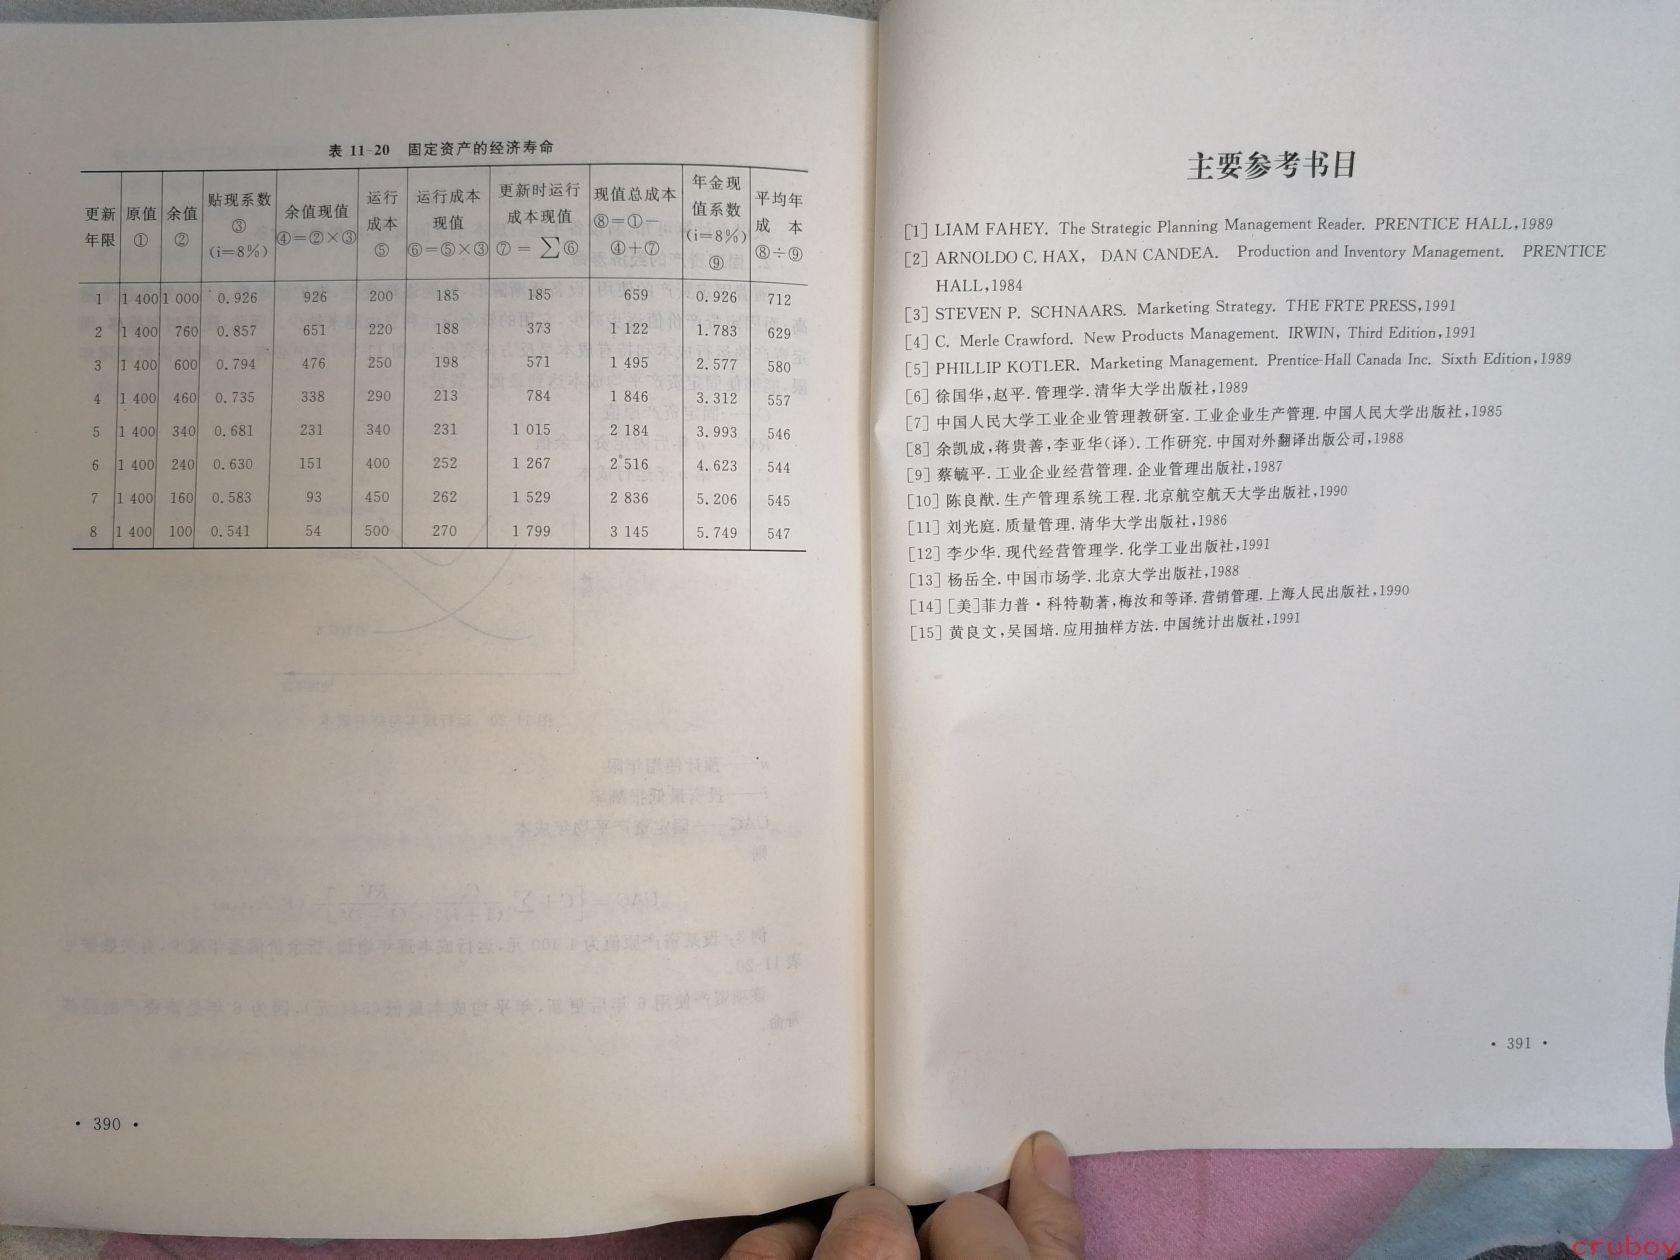 表 11-20 固定资产的经济寿命
更新年限 原值① 余值② 贴现系数③(i=8%) 余值现值④=②×③ 运行成本⑤ 运行成本现值⑥=⑤×③ 更新时运行成本现值⑦=∑⑥ 现值总成本⑧=①-④+⑦ 年金现值系数(i=8%)⑨ 平均年成本⑧÷⑨
1 1 400 1 000 0.926 926 200 185 185 659 0.926 712
2 1 400 760 0.857 651 220 188 373 1 122 1.783 629
3 1 400 600 0.794 476 250 198 571 1 495 2.577 580
4 1 400 460 0.735 338 290 213 784 1 846 3.312 557
5 1 400 340 0.681 231 340 231 1 015 2 184 3.993 546
6 1 400 240 0.630 151 400 252 1 267 2 516 4.623 544
7 1 400 160 0.583 93 450 262 1 529 2 836 5.206 545
8 1 400 100 0.541 54 500 270 1 799 3 145 5.749 547
· 390 ·
主要参考书目
[1] LIAM FAHEY. The Strategic Planning Management Reader. PRENTICE HALL,1989
[2] ARNOLDO C. HAX, DAN CANDEA. Production and Inventory Management. PRENTICE
HALL,1984
[3] STEVEN P. SCHNAARS. Marketing Strategy. THE FRTE PRESS,1991
[4] C. Merle Crawford. New Products Management. IRWIN, Third Edition,1991
[5] PHILLIP KOTLER. Marketing Management. Prentice-Hall Canada Inc. Sixth Edition,1989
[6] 徐国华,赵平.管理学.清华大学出版社,1989
[7] 中国人民大学工业企业管理教研室.工业企业生产管理.中国人民大学出版社,1985
[8] 余凯成,蒋贵善,李亚华(译).工作研究.中国对外翻译出版公司,1988
[9] 蔡毓平.工业企业经营管理.企业管理出版社,1987
[10] 陈良猷.生产管理系统工程.北京航空航天大学出版社,1990
[11] 刘光庭.质量管理.清华大学出版社,1986
[12] 李少华.现代经营管理学.化学工业出版社,1991
[13] 杨岳全.中国市场学.北京大学出版社,1988
[14] [美]菲力普·科特勒著,梅汝和等译.营销管理.上海人民出版社,1990
[15] 黄良文,吴国培.应用抽样方法.中国统计出版社,1991
· 391 ·
cruboy